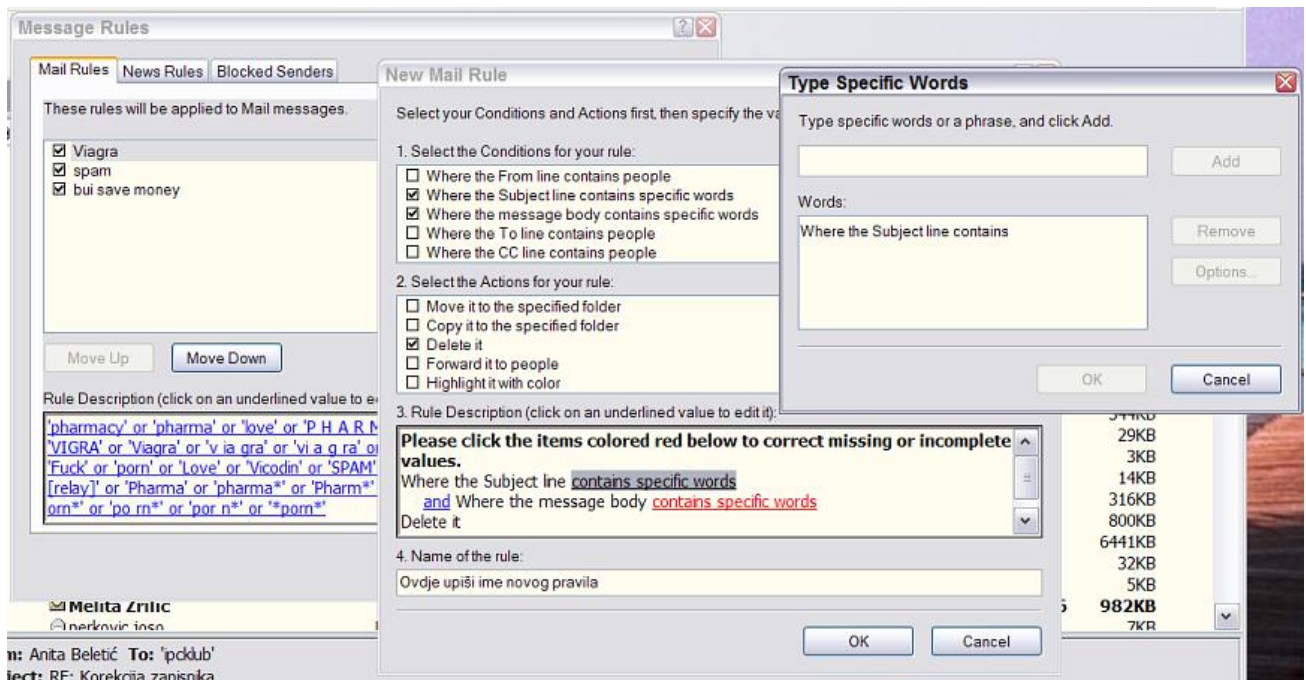 Message Rules
Mail Rules News Rules Blocked Senders
These rules will be applied to Mail messages.
Viagra
spam
bui save money
Move Up Move Down
Rule Description (click on an underlined value to
'pharmacy' or 'pharma' or 'love' or 'P H A R M
'VIGRA' or 'Viagra' or 'v ia gra' or 'vi a g ra'
'Fuck' or 'porn' or 'Love' or 'Vicodin' or 'SPAM'
[relay]' or 'Pharma' or 'pharma*' or 'Pharm*'
orn*' or 'po rn*' or 'por n*' or '*porn*'
New Mail Rule
Select your Conditions and Actions first, then specify the
1. Select the Conditions for your rule:
Where the From line contains people
Where the Subject line contains specific words
Where the message body contains specific words
Where the To line contains people
Where the CC line contains people
2. Select the Actions for your rule:
Move it to the specified folder
Copy it to the specified folder
Delete it
Forward it to people
Highlight it with color
3. Rule Description (click on an underlined value to edit it):
Please click the items colored red below to correct missing or incomplete
values.
Where the Subject line contains specific words
and Where the message body contains specific words
Delete it
4. Name of the rule:
Ovdje upiši ime novog pravila
OK Cancel
Type Specific Words
Type specific words or a phrase, and click Add.
Add
Words:
Where the Subject line contains
Remove
Options...
OK Cancel
344KB
29KB
3KB
14KB
316KB
800KB
6441KB
32KB
5KB
Melita Zrilic 982KB
perkovic joso 7KB
Anita Beletić To: 'ipcklub'
RE: Korekcija zapisnika